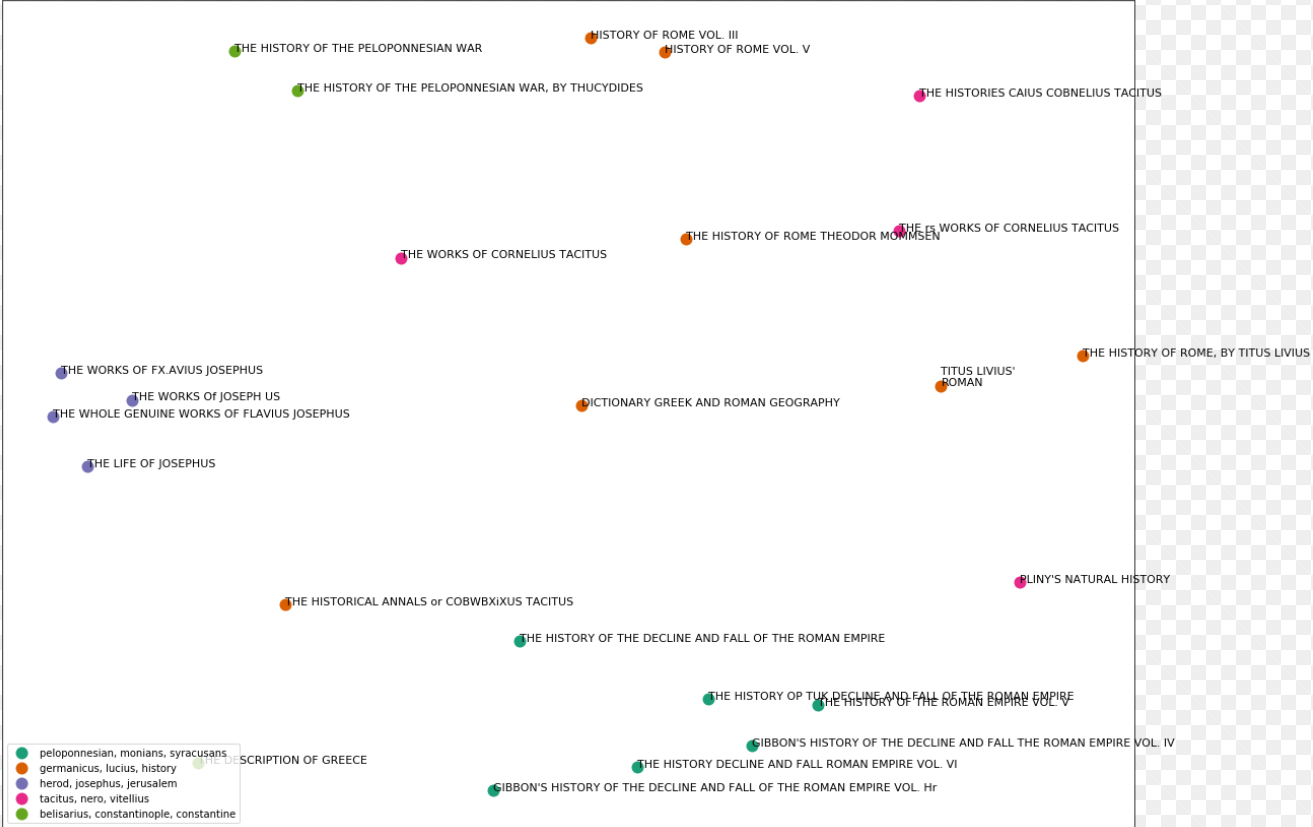 HISTORY OF ROME VOL. III
THE HISTORY OF THE PELOPONNESIAN WAR
HISTORY OF ROME VOL. V
THE HISTORY OF THE PELOPONNESIAN WAR, BY THUCYDIDES
THE HISTORIES CAIUS COBNELIUS TACITUS
THE rs WORKS OF CORNELIUS TACITUS
THE HISTORY OF ROME THEODOR MOMMSEN
THE WORKS OF CORNELIUS TACITUS
THE HISTORY OF ROME, BY TITUS LIVIUS
THE WORKS OF FX.AVIUS JOSEPHUS
TITUS LIVIUS'
ROMAN
THE WORKS Of JOSEPH US
DICTIONARY GREEK AND ROMAN GEOGRAPHY
THE WHOLE GENUINE WORKS OF FLAVIUS JOSEPHUS
THE LIFE OF JOSEPHUS
PLINY'S NATURAL HISTORY
THE HISTORICAL ANNALS or COBWBXiXUS TACITUS
THE HISTORY OF THE DECLINE AND FALL OF THE ROMAN EMPIRE
THE HISTORY OP TUK DECLINE AND FALL OF THE ROMAN EMPIRE
THE HISTORY OF THE ROMAN EMPIRE VOL. V
GIBBON'S HISTORY OF THE DECLINE AND FALL THE ROMAN EMPIRE VOL. IV
THE DESCRIPTION OF GREECE
THE HISTORY DECLINE AND FALL ROMAN EMPIRE VOL. VI
GIBBON'S HISTORY OF THE DECLINE AND FALL OF THE ROMAN EMPIRE VOL. Hr
peloponnesian, monians, syracusans
germanicus, lucius, history
herod, josephus, jerusalem
tacitus, nero, vitellius
belisarius, constantinople, constantine